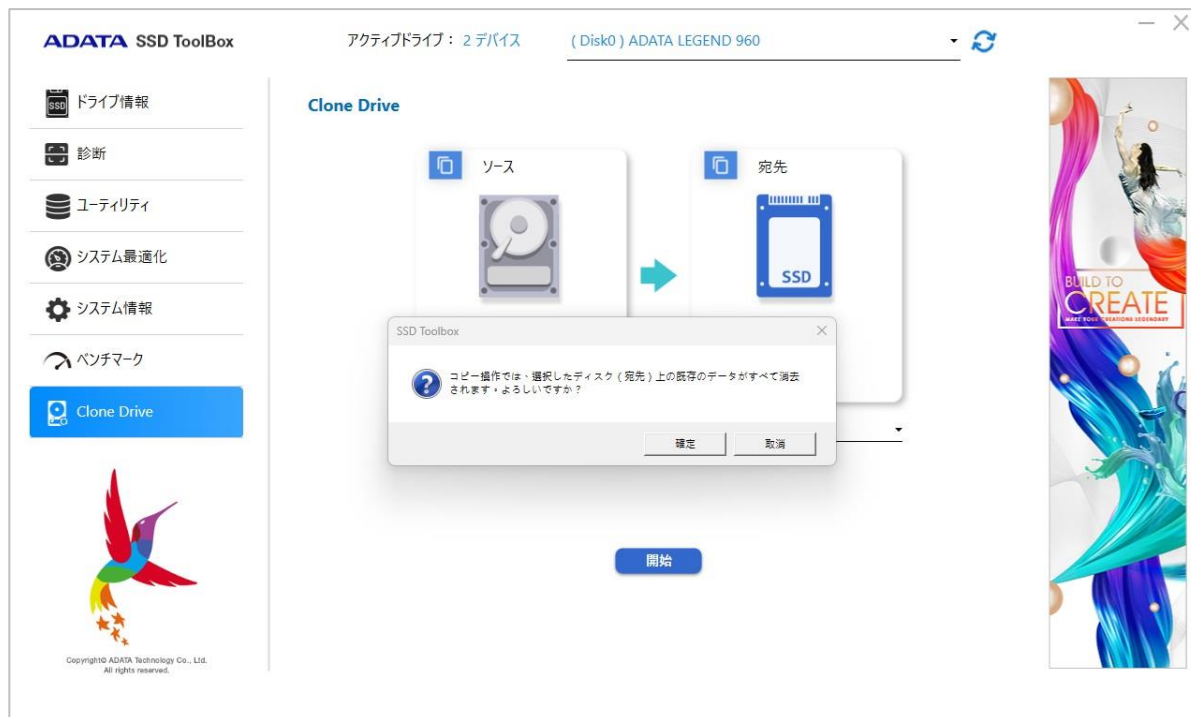 ADATA SSD ToolBox
アクティブドライブ： 2 デバイス
( Disk0 ) ADATA LEGEND 960
SSD
ドライブ情報
診断
ユーティリティ
システム最適化
システム情報
ベンチマーク
Clone Drive
Copyright© ADATA Technology Co., Ltd.
All rights reserved.
Clone Drive
ソース
宛先
SSD
SSD Toolbox
コピー操作では、選択したディスク ( 宛先 ) 上の既存のデータがすべて消去
されます。よろしいですか？
確定
取消
開始
BUILD TO
CREATE
MAKE YOUR CREATIONS LEGENDARY